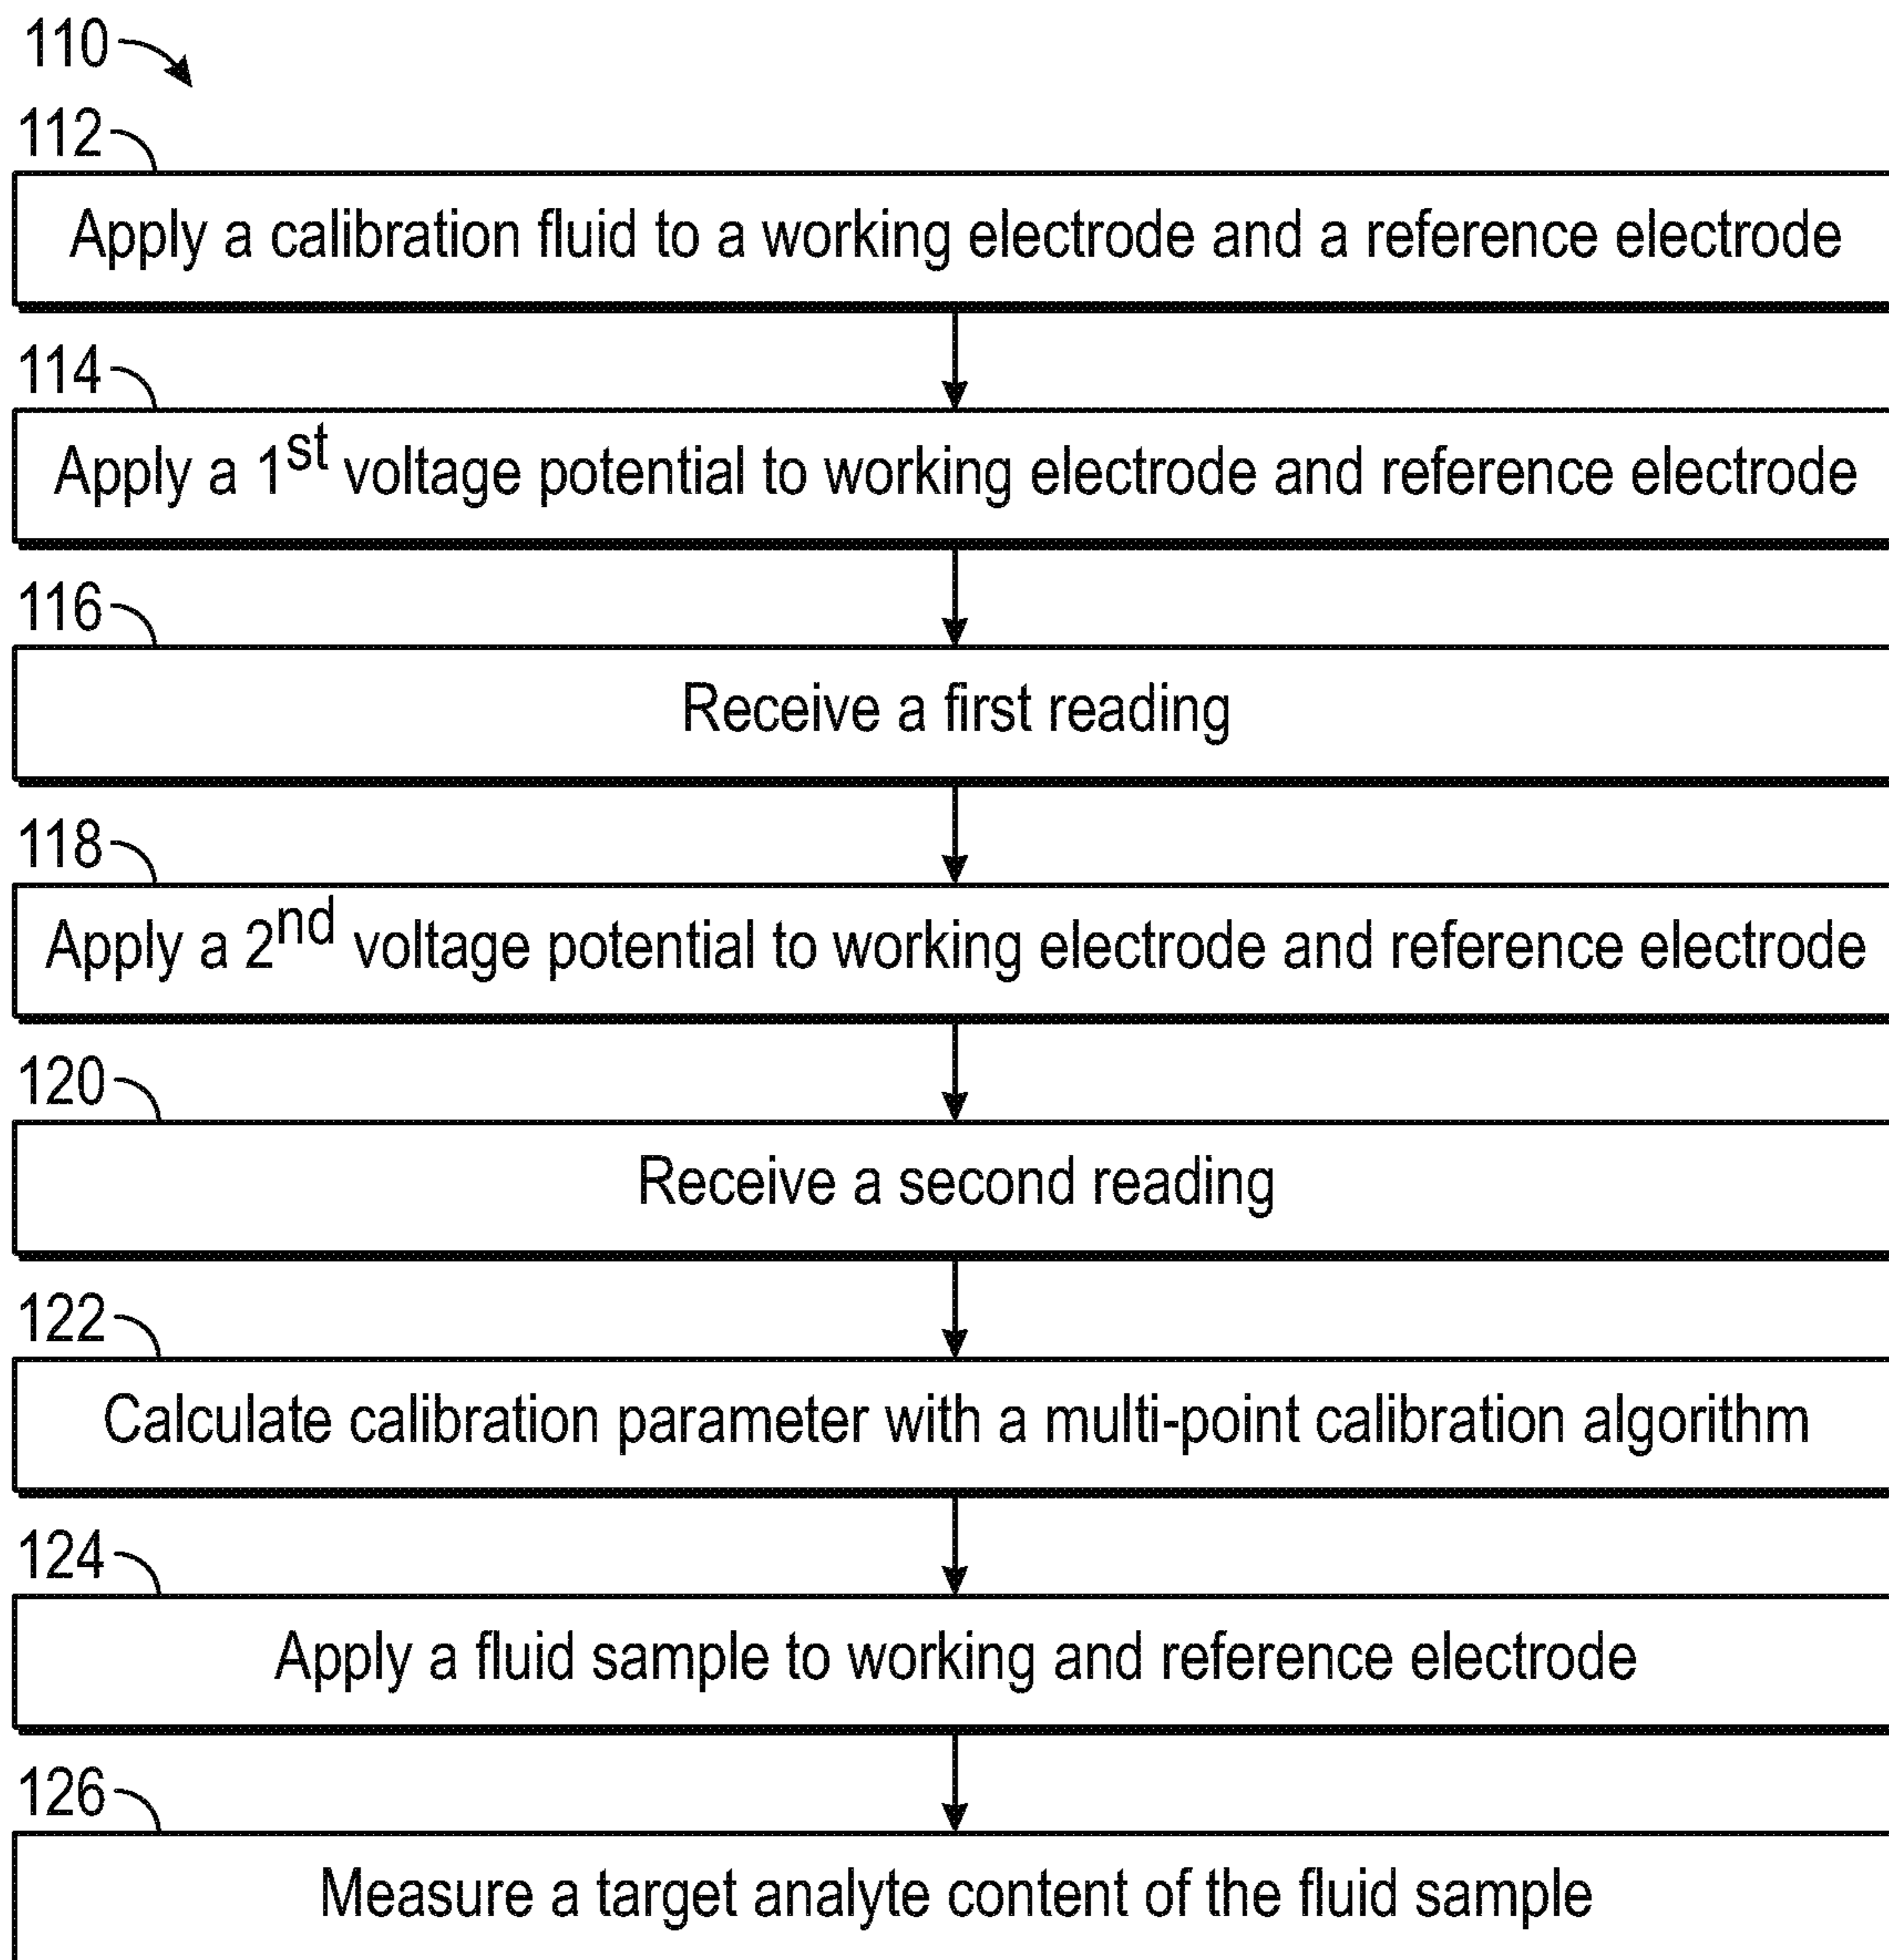 110
112
Apply a calibration fluid to a working electrode and a reference electrode
114
Apply a 1st voltage potential to working electrode and reference electrode
116
Receive a first reading
118
Apply a 2nd voltage potential to working electrode and reference electrode
120
Receive a second reading
122
Calculate calibration parameter with a multi-point calibration algorithm
124
Apply a fluid sample to working and reference electrode
126
Measure a target analyte content of the fluid sample